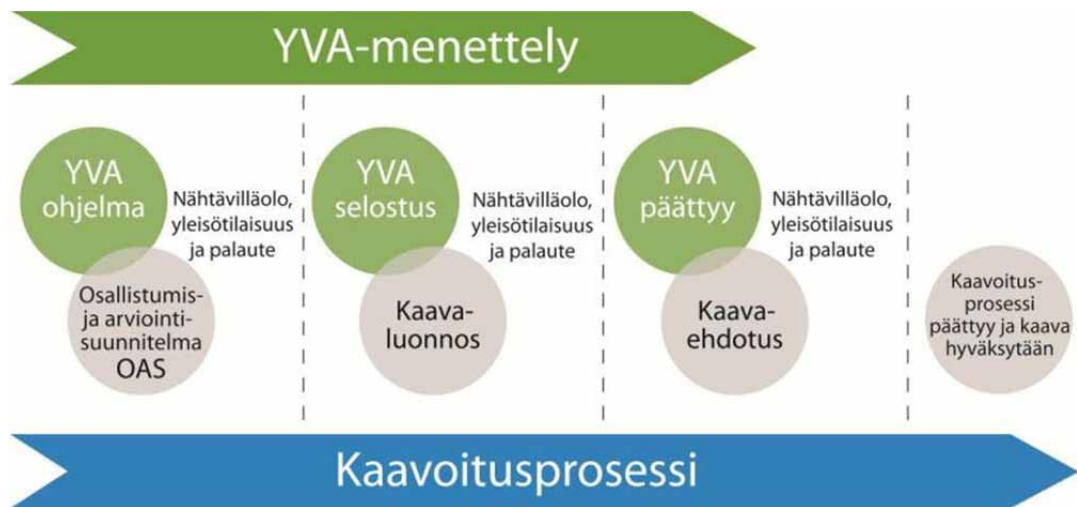 YVA-menettely
YVA
ohjelma
Nähtävilläolo,
yleisötilaisuus
ja palaute
Osallistumis-
ja arviointi-
suunnitelma
OAS
YVA
selostus
Nähtävilläolo,
yleisötilaisuus
ja palaute
Kaava-
luonnos
YVA
päättyy
Nähtävilläolo,
yleisötilaisuus
ja palaute
Kaava-
ehdotus
Kaavoitus-
prosessi
päättyy ja kaava
hyväksytään
Kaavoitusprosessi